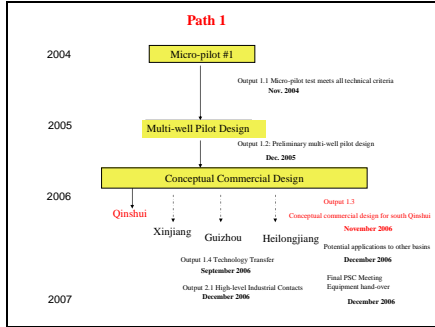 Path 1
2004
Micro-pilot #1
Output 1.1 Micro-pilot test meets all technical criteria
Nov. 2004
2005
Multi-well Pilot Design
Output 1.2: Preliminary multi-well pilot design
Dec. 2005
Conceptual Commercial Design
2006
Output 1.3
Qinshui
Conceptual commercial design for south Qinshui
November 2006
Xinjiang
Guizhou
Heilongjiang
Potential applications to other basins
December 2006
Output 1.4 Technology Transfer
September 2006
Final PSC Meeting
Equipment hand-over
December 2006
Output 2.1 High-level Industrial Contacts
December 2006
2007